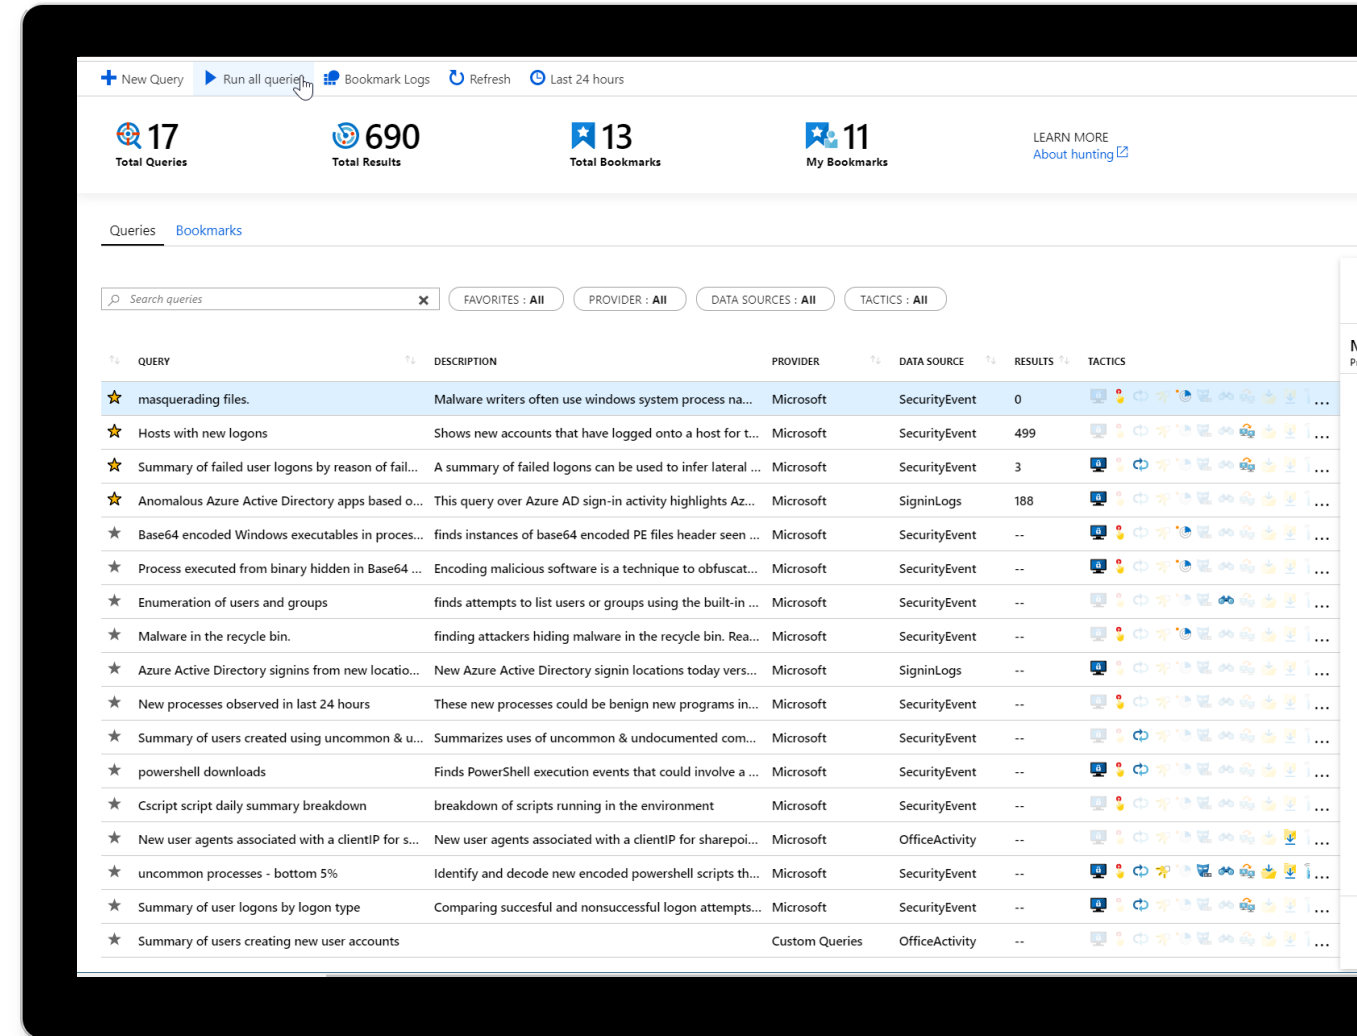 New Query Run all queries Bookmark Logs Refresh Last 24 hours
17 690 13 11
Total Queries Total Results Total Bookmarks My Bookmarks
LEARN MORE
About hunting
Queries Bookmarks
Search queries FAVORITES : All PROVIDER : All DATA SOURCES : All TACTICS : All
QUERY DESCRIPTION PROVIDER DATA SOURCE RESULTS TACTICS
masquerading files. Malware writers often use windows system process na... Microsoft SecurityEvent 0 ...
Hosts with new logons Shows new accounts that have logged onto a host for t... Microsoft SecurityEvent 499 ...
Summary of failed user logons by reason of fail... A summary of failed logons can be used to infer lateral ... Microsoft SecurityEvent 3 ...
Anomalous Azure Active Directory apps based o... This query over Azure AD sign-in activity highlights Az... Microsoft SigninLogs 188 ...
Base64 encoded Windows executables in proces... finds instances of base64 encoded PE files header seen ... Microsoft SecurityEvent -- ...
Process executed from binary hidden in Base64 ... Encoding malicious software is a technique to obfuscat... Microsoft SecurityEvent -- ...
Enumeration of users and groups finds attempts to list users or groups using the built-in ... Microsoft SecurityEvent -- ...
Malware in the recycle bin. finding attackers hiding malware in the recycle bin. Rea... Microsoft SecurityEvent -- ...
Azure Active Directory signins from new locatio... New Azure Active Directory signin locations today vers... Microsoft SigninLogs -- ...
New processes observed in last 24 hours These new processes could be benign new programs in... Microsoft SecurityEvent -- ...
Summary of users created using uncommon & u... Summarizes uses of uncommon & undocumented com... Microsoft SecurityEvent -- ...
powershell downloads Finds PowerShell execution events that could involve a ... Microsoft SecurityEvent -- ...
Cscript script daily summary breakdown breakdown of scripts running in the environment Microsoft SecurityEvent -- ...
New user agents associated with a clientIP for s... New user agents associated with a clientIP for sharepoi... Microsoft OfficeActivity -- ...
uncommon processes - bottom 5% Identify and decode new encoded powershell scripts th... Microsoft SecurityEvent -- ...
Summary of user logons by logon type Comparing succesful and nonsuccessful logon attempts... Microsoft SecurityEvent -- ...
Summary of users creating new user accounts Custom Queries OfficeActivity -- ...